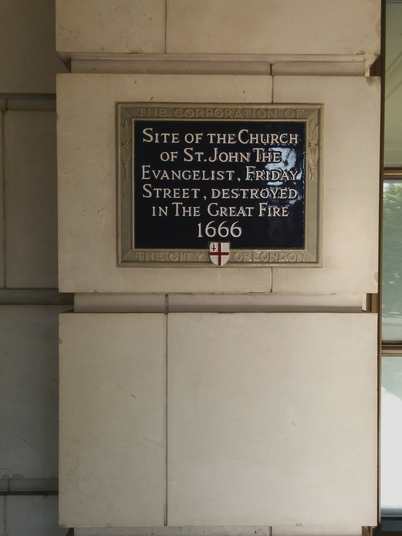 THE CORPORATION OF
SITE OF THE CHURCH
OF ST. JOHN THE
EVANGELIST, FRIDAY
STREET, DESTROYED
IN THE GREAT FIRE
1666
THE CITY OF LONDON